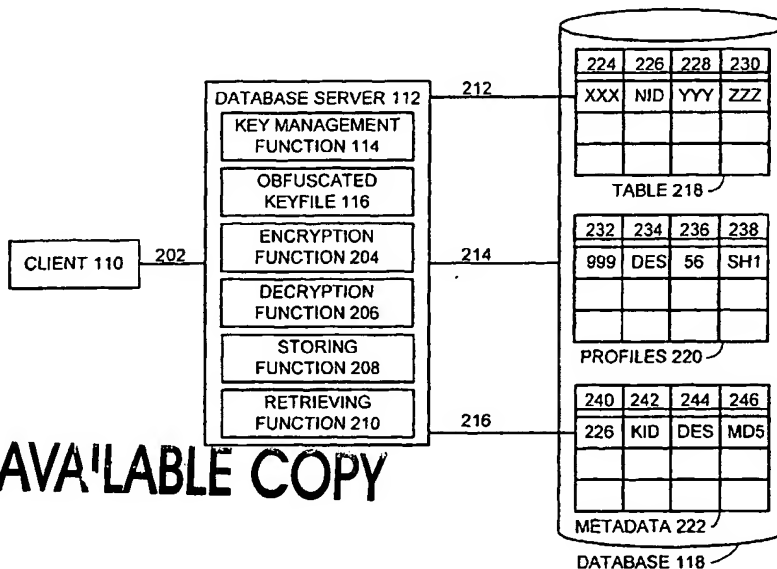 CLIENT 110
202
DATABASE SERVER 112
KEY MANAGEMENT
FUNCTION 114
OBFUSCATED
KEYFILE 116
ENCRYPTION
FUNCTION 204
DECRYPTION
FUNCTION 206
STORING
FUNCTION 208
RETRIEVING
FUNCTION 210
212
214
216
224 226 228 230
XXX NID YYY ZZZ
TABLE 218
232 234 236 238
999 DES 56 SH1
PROFILES 220
240 242 244 246
226 KID DES MD5
METADATA 222
DATABASE 118
AVAILABLE COPY